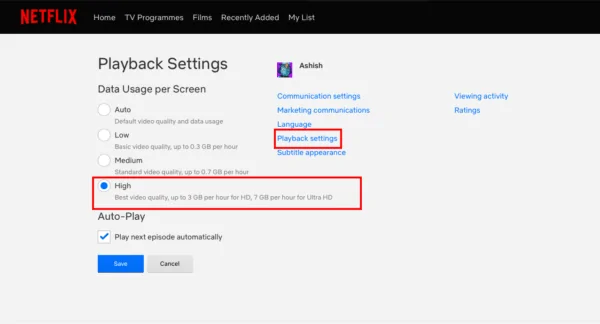 NETFLIX Home TV Programmes Films Recently Added My List
Playback Settings
Data Usage per Screen
Auto
Default video quality and data usage
Low
Basic video quality, up to 0.3 GB per hour
Medium
Standard video quality, up to 0.7 GB per hour
High
Best video quality, up to 3 GB per hour for HD, 7 GB per hour for Ultra HD
Auto-Play
Play next episode automatically
Save Cancel
Ashish
Communication settings
Marketing communications
Language
Playback settings
Subtitle appearance
Viewing activity
Ratings